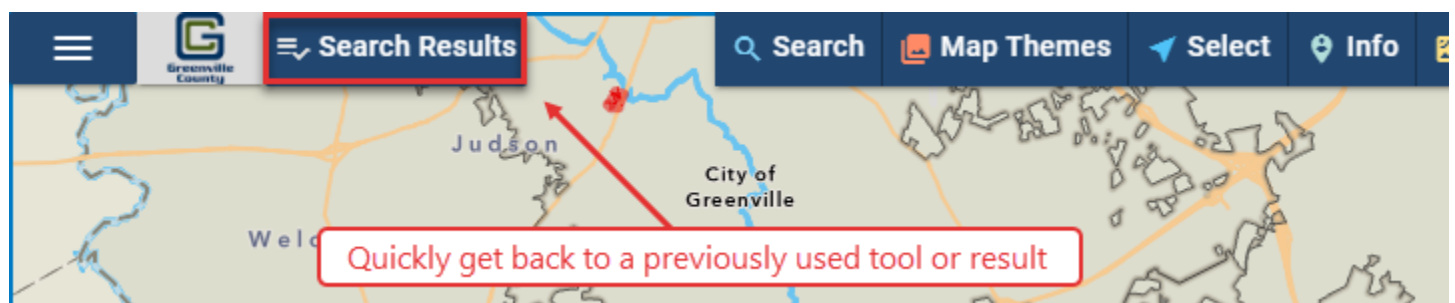 Greenville
County
Search Results
Search
Map Themes
Select
Info
Judson
City of
Greenville
Quickly get back to a previously used tool or result